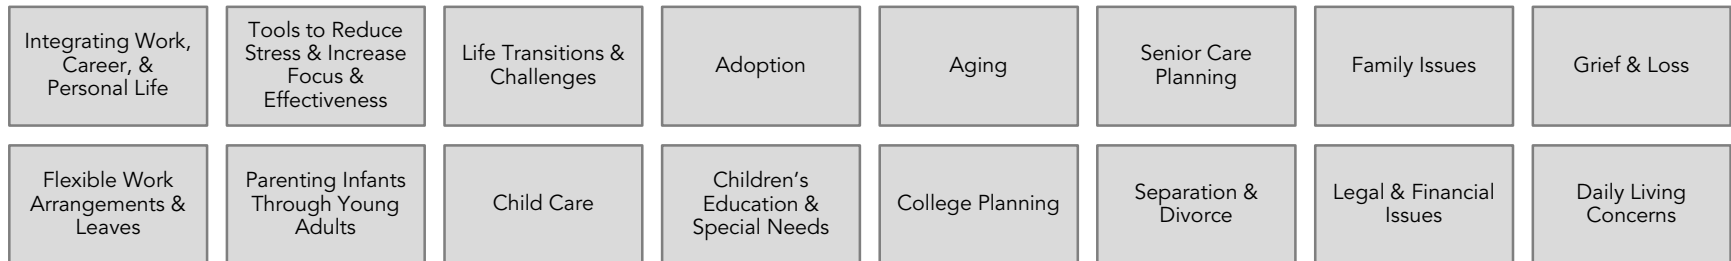 Integrating Work,
Career, &
Personal Life
Tools to Reduce
Stress & Increase
Focus &
Effectiveness
Life Transitions &
Challenges
Adoption
Aging
Senior Care
Planning
Family Issues
Grief & Loss
Flexible Work
Arrangements &
Leaves
Parenting Infants
Through Young
Adults
Child Care
Children’s
Education &
Special Needs
College Planning
Separation &
Divorce
Legal & Financial
Issues
Daily Living
Concerns